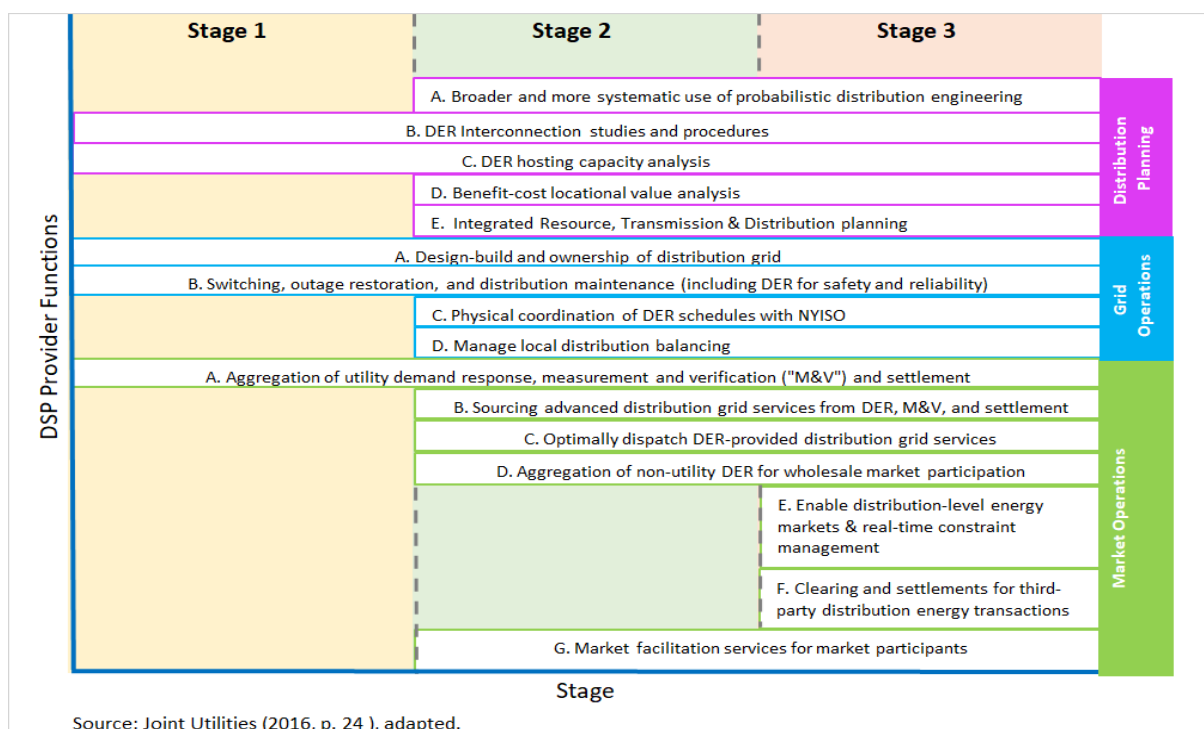 Stage 1
Stage 2
Stage 3
DSP Provider Functions
A. Broader and more systematic use of probabilistic distribution engineering
B. DER Interconnection studies and procedures
C. DER hosting capacity analysis
D. Benefit-cost locational value analysis
E. Integrated Resource, Transmission & Distribution planning
Distribution
Planning
A. Design-build and ownership of distribution grid
B. Switching, outage restoration, and distribution maintenance (including DER for safety and reliability)
C. Physical coordination of DER schedules with NYISO
D. Manage local distribution balancing
Grid
Operations
A. Aggregation of utility demand response, measurement and verification ("M&V") and settlement
B. Sourcing advanced distribution grid services from DER, M&V, and settlement
C. Optimally dispatch DER-provided distribution grid services
D. Aggregation of non-utility DER for wholesale market participation
E. Enable distribution-level energy
markets & real-time constraint
management
F. Clearing and settlements for third-
party distribution energy transactions
G. Market facilitation services for market participants
Market Operations
Stage
Source: Joint Utilities (2016, p. 24 ), adapted.